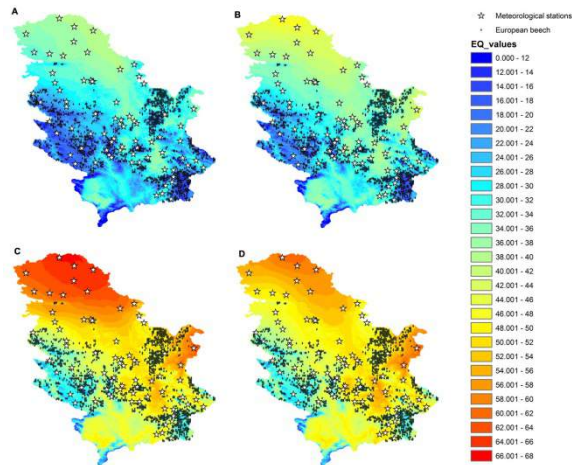 A
B
Meteorological stations
European beech
EQ_values
0.000 - 12
12.001 - 14
14.001 - 16
16.001 - 18
18.001 - 20
20.001 - 22
22.001 - 24
24.001 - 26
26.001 - 28
28.001 - 30
30.001 - 32
32.001 - 34
34.001 - 36
36.001 - 38
38.001 - 40
40.001 - 42
42.001 - 44
44.001 - 46
46.001 - 48
48.001 - 50
50.001 - 52
52.001 - 54
54.001 - 56
56.001 - 58
58.001 - 60
60.001 - 62
62.001 - 64
64.001 - 66
66.001 - 68
C
D